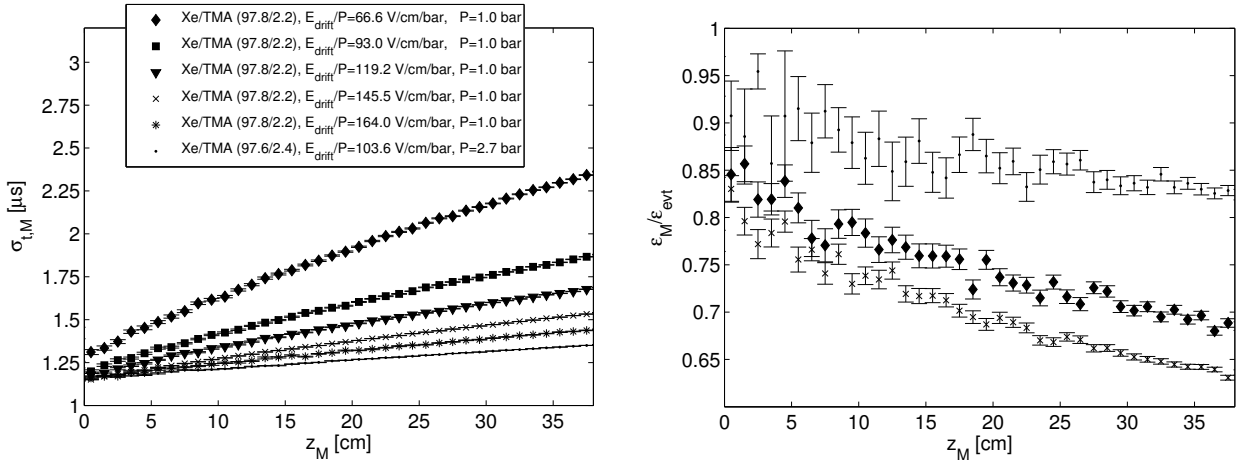 Xe/TMA (97.8/2.2), E_drift/P=66.6 V/cm/bar, P=1.0 bar
Xe/TMA (97.8/2.2), E_drift/P=93.0 V/cm/bar, P=1.0 bar
Xe/TMA (97.8/2.2), E_drift/P=119.2 V/cm/bar, P=1.0 bar
Xe/TMA (97.8/2.2), E_drift/P=145.5 V/cm/bar, P=1.0 bar
Xe/TMA (97.8/2.2), E_drift/P=164.0 V/cm/bar, P=1.0 bar
Xe/TMA (97.6/2.4), E_drift/P=103.6 V/cm/bar, P=2.7 bar
3
2.75
2.5
2.25
2
1.75
1.5
1.25
1
σ_t,M [μs]
0 5 10 15 20 25 30 35
z_M [cm]
0.95
0.9
0.85
0.8
0.75
0.7
0.65
ε_M/ε_evt
0 5 10 15 20 25 30 35
z_M [cm]